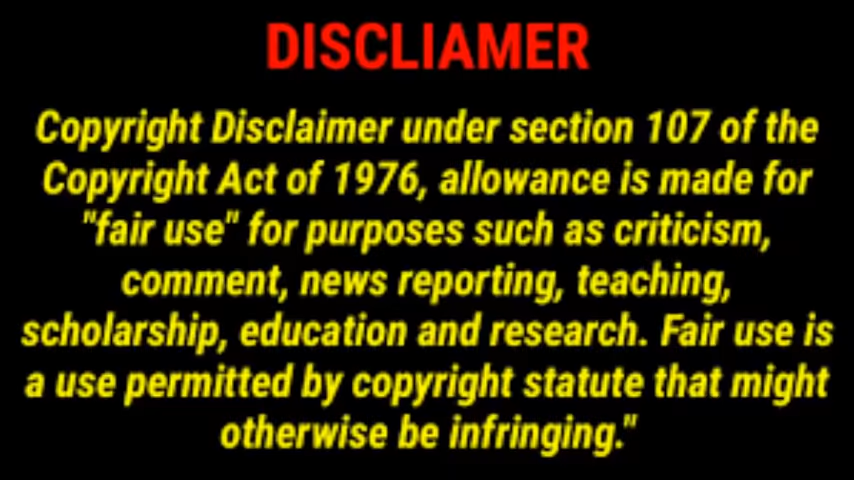 DISCLIAMER
Copyright Disclaimer under section 107 of the
Copyright Act of 1976, allowance is made for
"fair use" for purposes such as criticism,
comment, news reporting, teaching,
scholarship, education and research. Fair use is
a use permitted by copyright statute that might
otherwise be infringing."